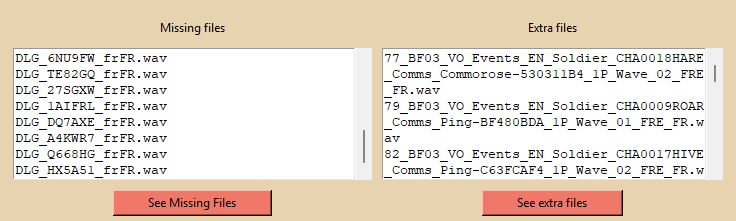 Missing files
DLG_6NU9FW_frFR.wav
DLG_TE82GQ_frFR.wav
DLG_27SGXW_frFR.wav
DLG_1AIFRL_frFR.wav
DLG_DQ7AXE_frFR.wav
DLG_A4KWR7_frFR.wav
DLG_Q668HG_frFR.wav
DLG_HX5A51_frFR.wav
See Missing Files
Extra files
77_BF03_VO_Events_EN_Soldier_CHA0018HARE
_Comms_Commorose-530311B4_1P_Wave_02_FRE
_FR.wav
79_BF03_VO_Events_EN_Soldier_CHA0009ROAR
_Comms_Ping-BF480BDA_1P_Wave_01_FRE_FR.w
av
82_BF03_VO_Events_EN_Soldier_CHA0017HIVE
_Comms_Ping-C63FCAF4_1P_Wave_02_FRE_FR.w
See extra files